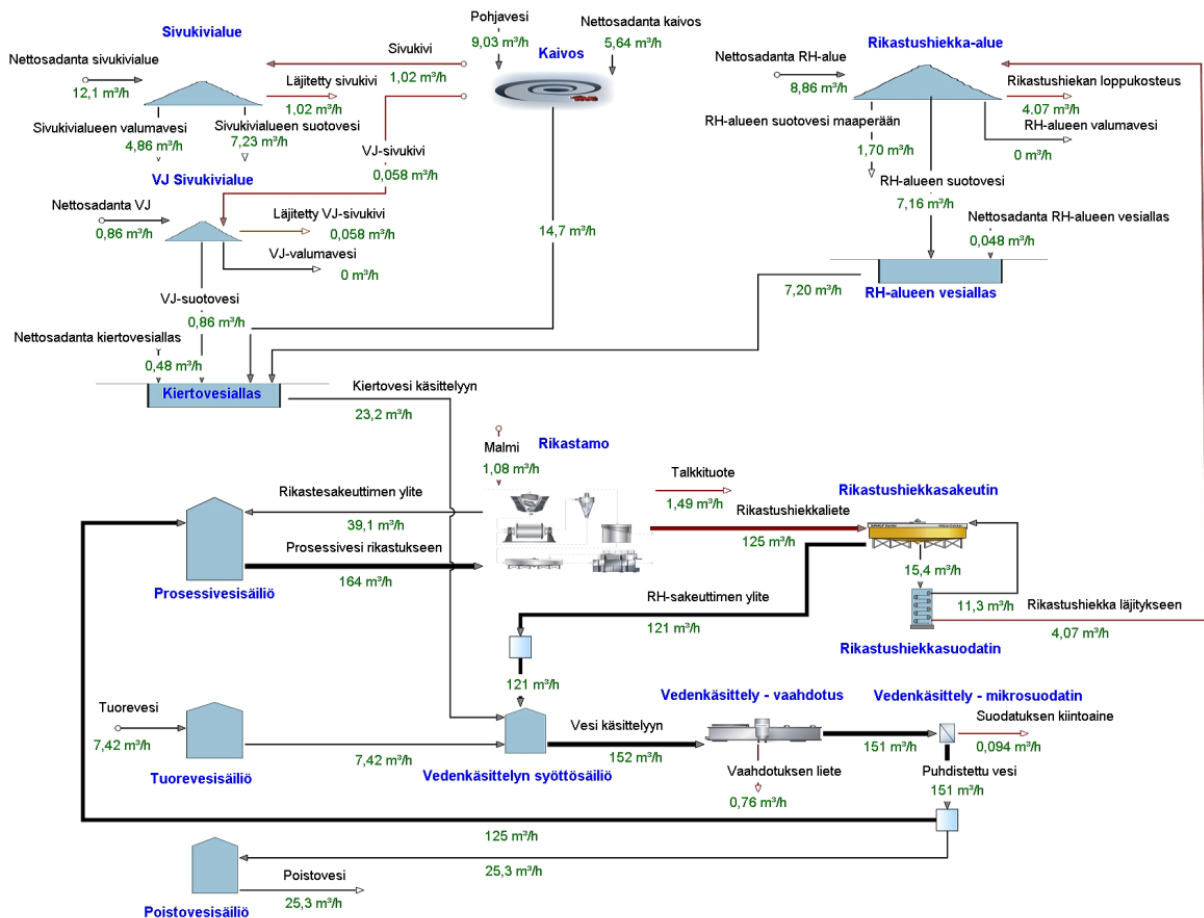 Sivukivialue
Nettosadanta sivukivialue
12,1 m³/h
Sivukivi
1,02 m³/h
Läjitetty sivukivi
1,02 m³/h
Sivukivialueen valumavesi
4,86 m³/h
Sivukivialueen suotovesi
7,23 m³/h
Pohjavesi
9,03 m³/h
Nettosadanta kaivos
5,64 m³/h
Kaivos
VJ-sivukivi
0,058 m³/h
VJ Sivukivialue
Nettosadanta VJ
0,86 m³/h
Läjitetty VJ-sivukivi
0,058 m³/h
VJ-valumavesi
0 m³/h
14,7 m³/h
VJ-suotovesi
0,86 m³/h
Nettosadanta kiertovesiallas
0,48 m³/h
Kiertovesiallas
Rikastushiekka-alue
Nettosadanta RH-alue
8,86 m³/h
Rikastushiekan loppukosteus
4,07 m³/h
RH-alueen suotovesi maaperään
1,70 m³/h
RH-alueen valumavesi
0 m³/h
RH-alueen suotovesi
7,16 m³/h
Nettosadanta RH-alueen vesiallas
0,048 m³/h
7,20 m³/h
RH-alueen vesiallas
Kiertovesi käsittelyyn
23,2 m³/h
Malmi
1,08 m³/h
Rikastamo
Talkkituote
1,49 m³/h
Rikastushiekkaliete
125 m³/h
Rikastushiekkasakeutin
Rikastesakeuttimen ylite
39,1 m³/h
Prosessivesi rikastukseen
164 m³/h
Prosessivesisäiliö
15,4 m³/h
11,3 m³/h
RH-sakeuttimen ylite
121 m³/h
Rikastushiekka läjitykseen
4,07 m³/h
Rikastushiekkasuodatin
121 m³/h
Tuorevesi
7,42 m³/h
Tuorevesisäiliö
7,42 m³/h
Vedenkäsittelyn syöttösäiliö
Vesi käsittelyyn
152 m³/h
Vedenkäsittely - vaahdotus
Vaahdotuksen liete
0,76 m³/h
151 m³/h
Vedenkäsittely - mikrosuodatin
Suodatuksen kiintoaine
0,094 m³/h
Puhdistettu vesi
151 m³/h
125 m³/h
25,3 m³/h
Poistovesi
25,3 m³/h
Poistovesisäiliö